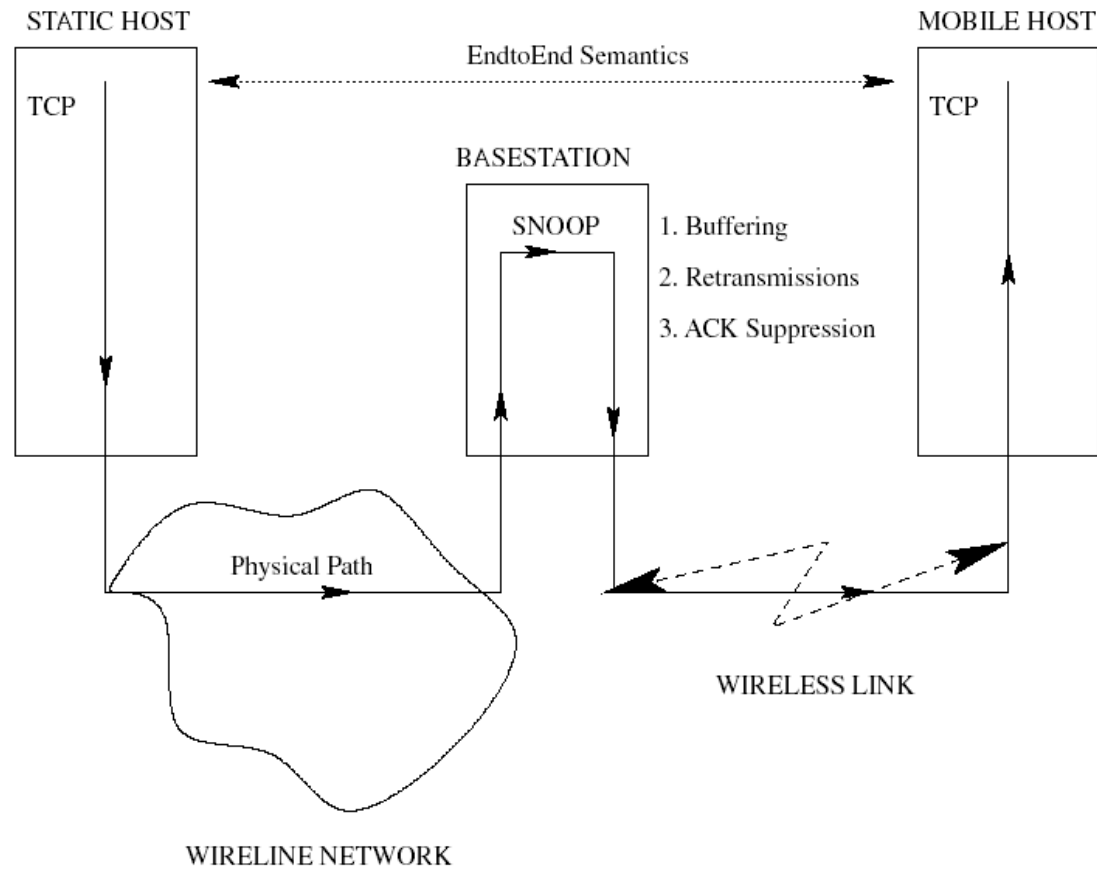 STATIC HOST
MOBILE HOST
EndtoEnd Semantics
TCP
TCP
BASESTATION
SNOOP
1. Buffering
2. Retransmissions
3. ACK Suppression
Physical Path
WIRELESS LINK
WIRELINE NETWORK